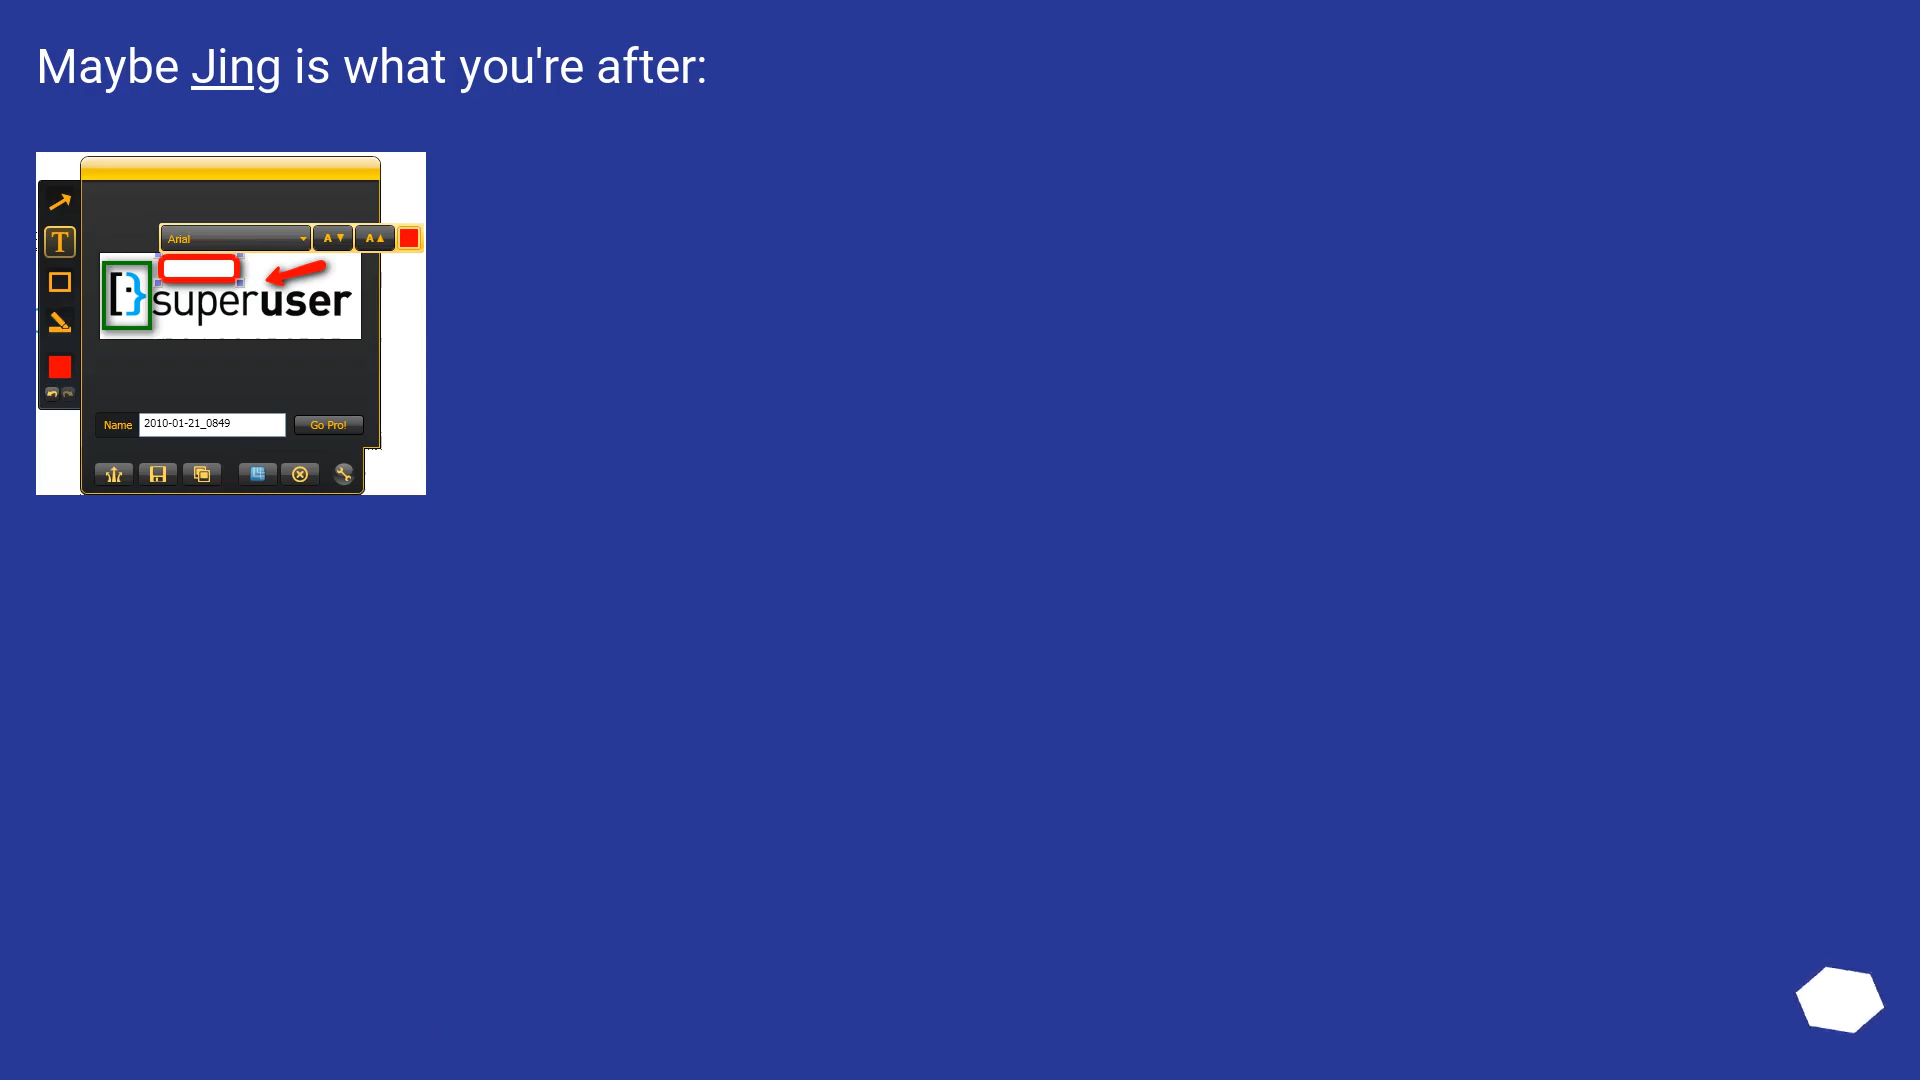 Maybe Jing is what you're after:
T
Arial
A
A
[·}superuser
Name
2010-01-21_0849
Go Pro!